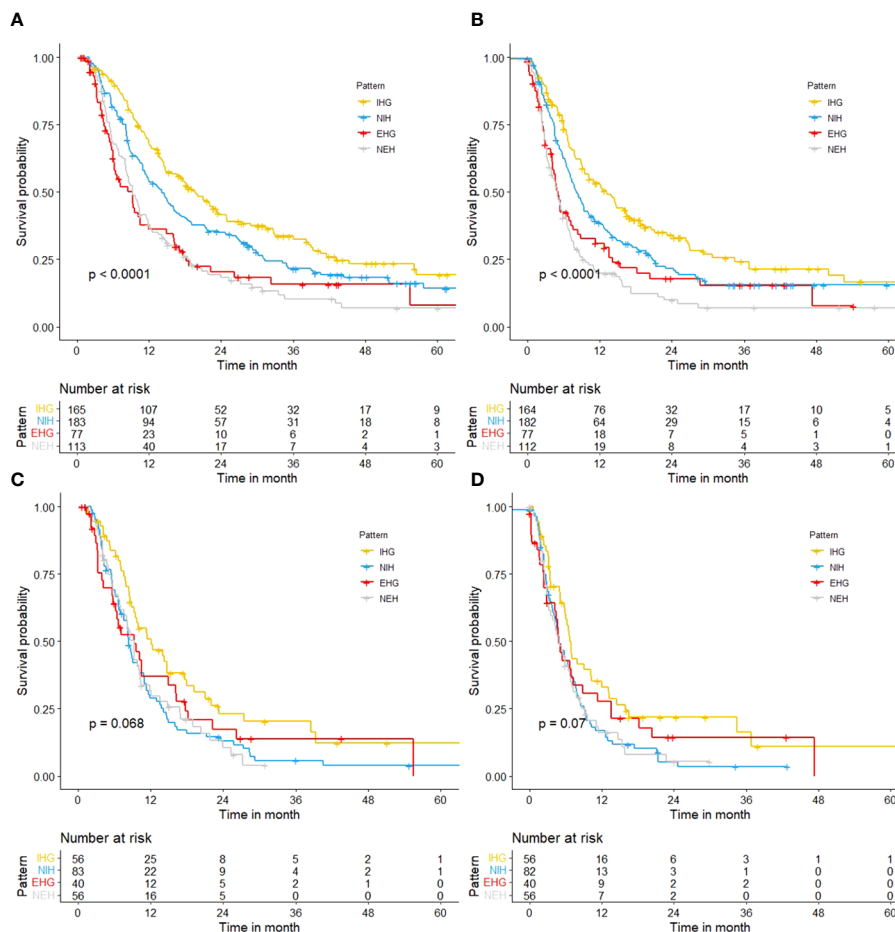 A
1.00
0.75
0.50
0.25
0.00
Survival probability
Pattern
IHG
NIH
EHG
NEH
p < 0.0001
0 12 24 36 48 60
Time in month
Number at risk
Pattern
IHG 165 107 52 32 17 9
NIH 183 94 57 31 18 8
EHG 77 23 10 6 2 1
NEH 113 40 17 7 4 3
0 12 24 36 48 60
Time in month
B
1.00
0.75
0.50
0.25
0.00
Survival probability
Pattern
IHG
NIH
EHG
NEH
p < 0.0001
0 12 24 36 48 60
Time in month
Number at risk
Pattern
IHG 164 76 32 17 10 5
NIH 182 64 29 15 6 4
EHG 77 18 7 5 1 0
NEH 112 19 8 4 3 1
0 12 24 36 48 60
Time in month
C
1.00
0.75
0.50
0.25
0.00
Survival probability
Pattern
IHG
NIH
EHG
NEH
p = 0.068
0 12 24 36 48 60
Time in month
Number at risk
Pattern
IHG 56 25 8 5 2 1
NIH 83 22 9 4 2 1
EHG 40 12 5 2 1 0
NEH 56 16 5 0 0 0
0 12 24 36 48 60
Time in month
D
1.00
0.75
0.50
0.25
0.00
Survival probability
Pattern
IHG
NIH
EHG
NEH
p = 0.07
0 12 24 36 48 60
Time in month
Number at risk
Pattern
IHG 56 16 6 3 1 1
NIH 82 13 3 1 0 0
EHG 40 9 2 2 0 0
NEH 56 7 2 0 0 0
0 12 24 36 48 60
Time in month